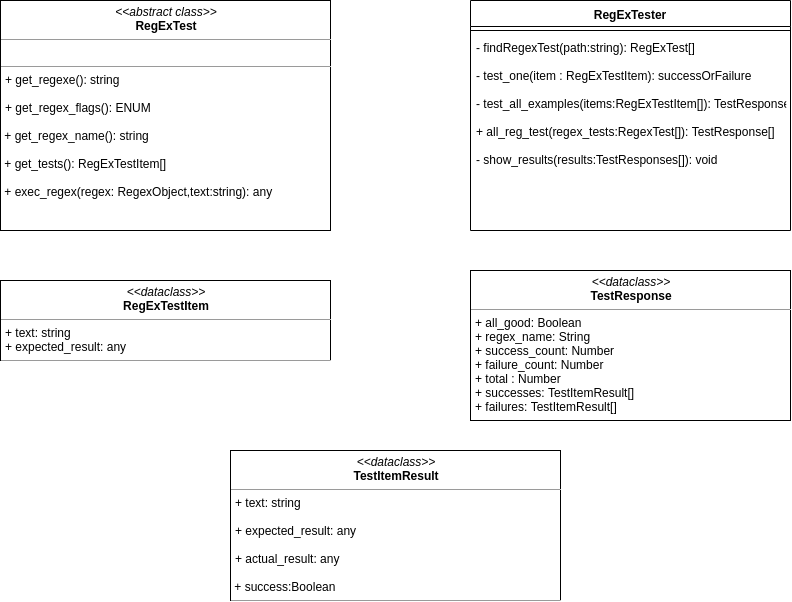 <<abstract class>>
RegExTest
+ get_regexe(): string
+ get_regex_flags(): ENUM
+ get_regex_name(): string
+ get_tests(): RegExTestItem[]
+ exec_regex(regex: RegexObject,text:string): any
RegExTester
- findRegexTest(path:string): RegExTest[]
- test_one(item : RegExTestItem): successOrFailure
- test_all_examples(items:RegExTestItem[]): TestResponse
+ all_reg_test(regex_tests:RegexTest[]): TestResponse[]
- show_results(results:TestResponses[]): void
<<dataclass>>
RegExTestItem
+ text: string
+ expected_result: any
<<dataclass>>
TestResponse
+ all_good: Boolean
+ regex_name: String
+ success_count: Number
+ failure_count: Number
+ total : Number
+ successes: TestItemResult[]
+ failures: TestItemResult[]
<<dataclass>>
TestItemResult
+ text: string
+ expected_result: any
+ actual_result: any
+ success:Boolean